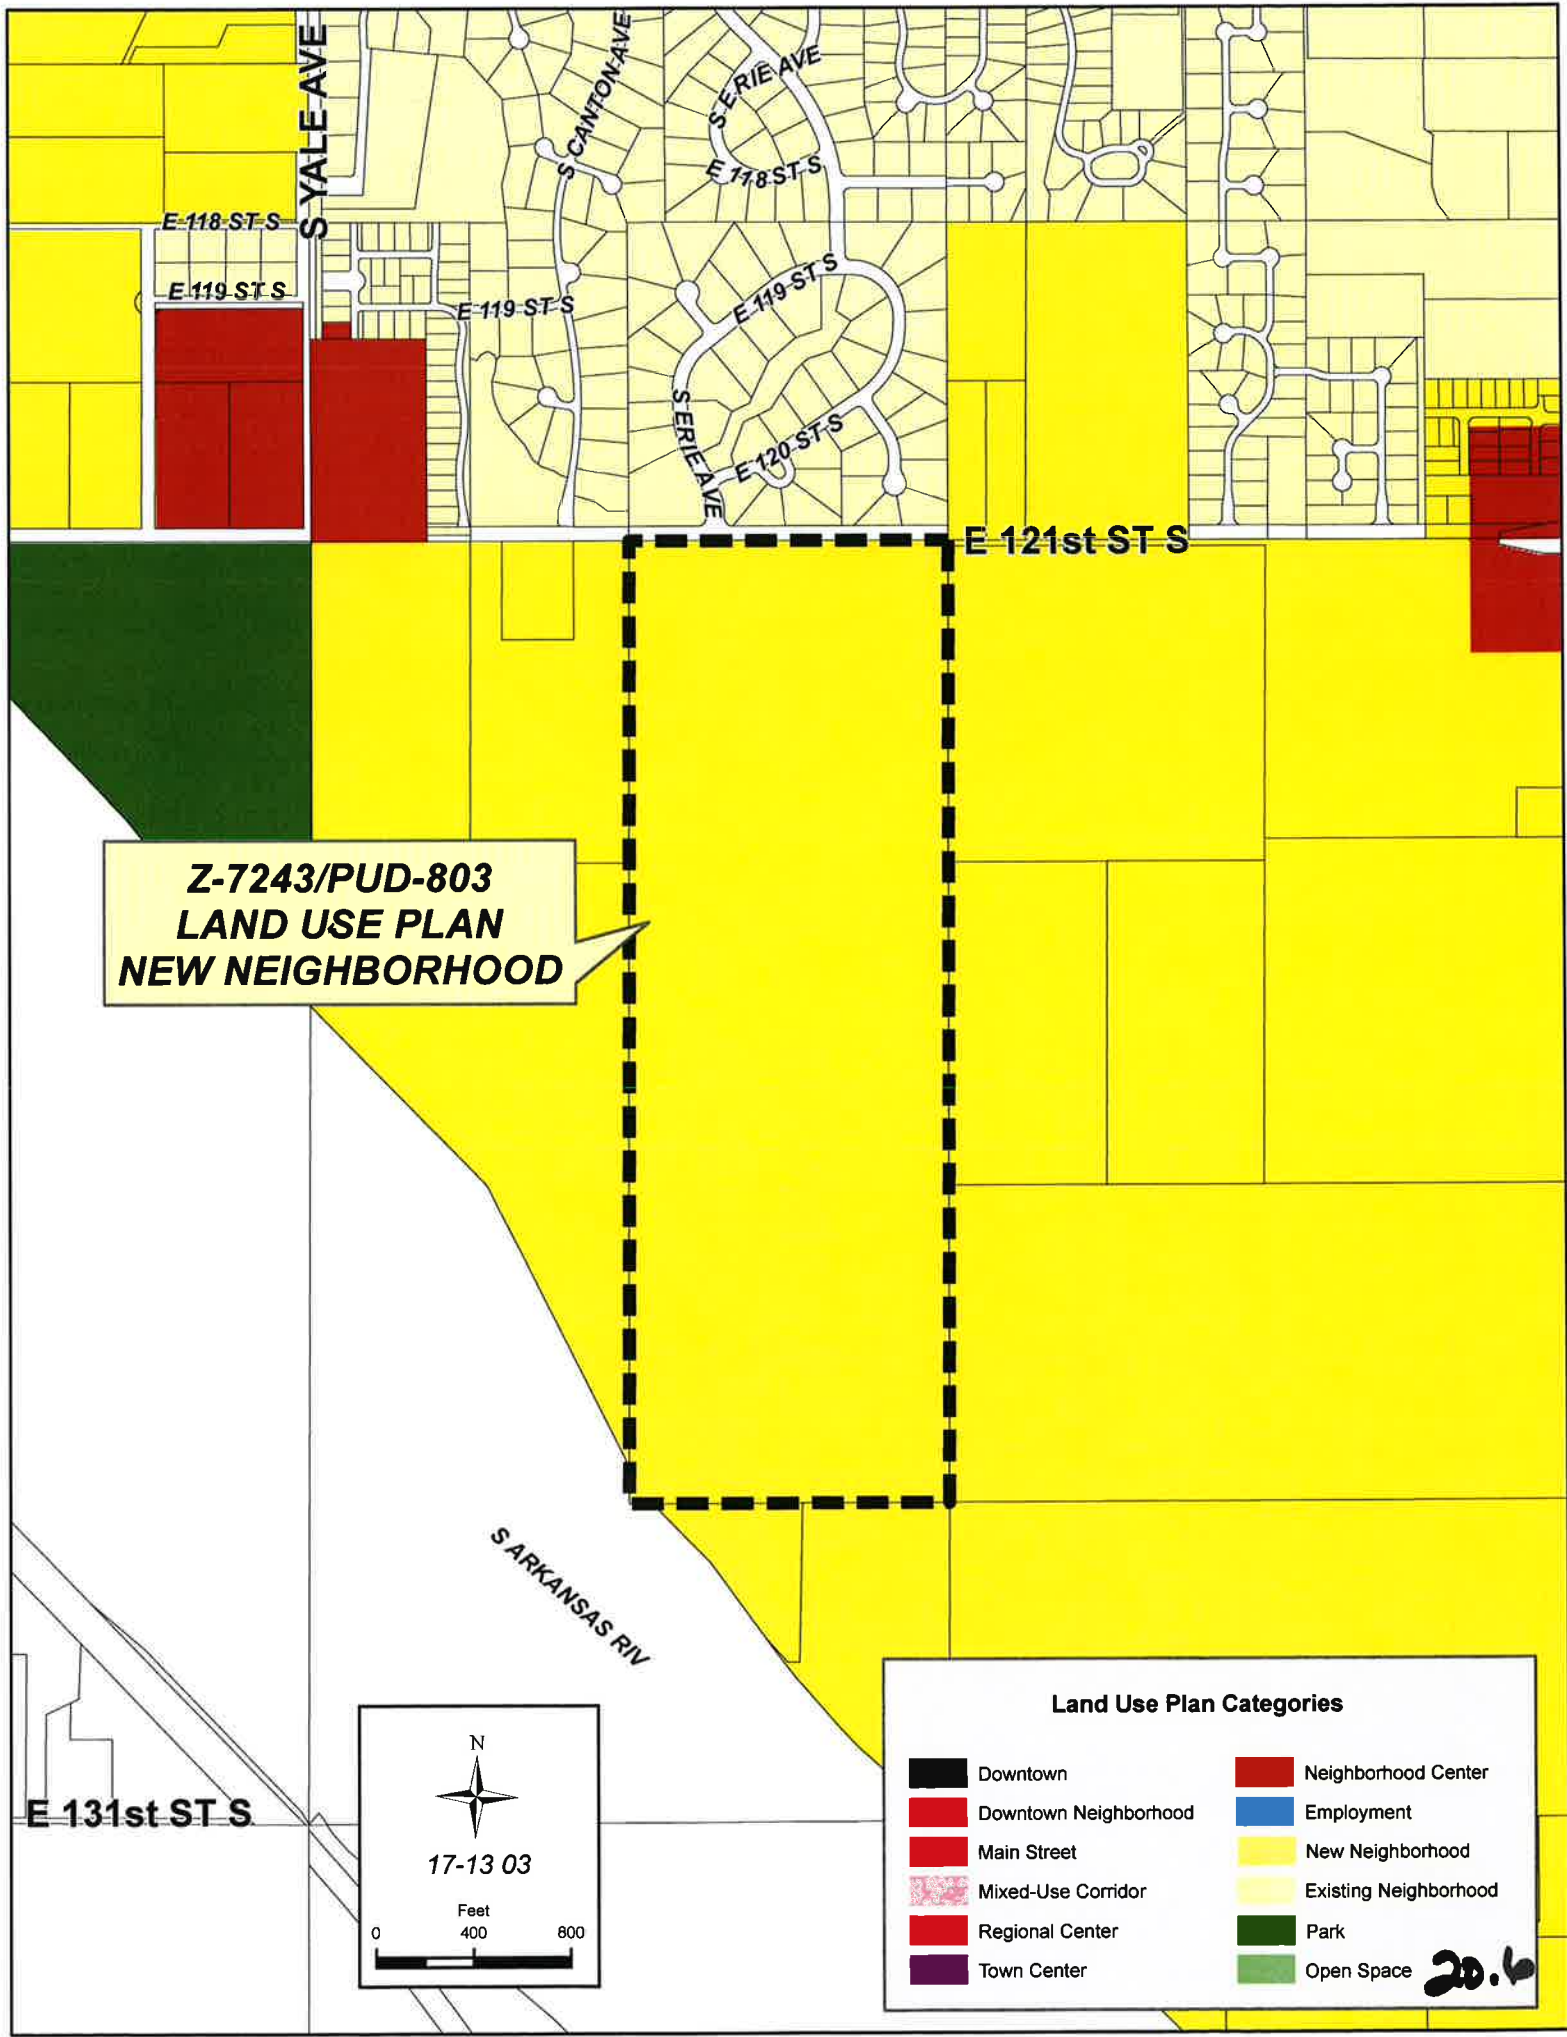 S YALE AVE
S CANTON AVE
S ERIE AVE
E 118 ST S
E 118 ST S
E 119 ST S
E 119 ST S
E 119 ST S
S ERIE AVE
E 120 ST S
E 121st ST S
Z-7243/PUD-803
LAND USE PLAN
NEW NEIGHBORHOOD
S ARKANSAS RIV
E 131st ST S
N
17-13 03
Feet
0 400 800
Land Use Plan Categories
Downtown
Downtown Neighborhood
Main Street
Mixed-Use Corridor
Regional Center
Town Center
Neighborhood Center
Employment
New Neighborhood
Existing Neighborhood
Park
Open Space
20.6